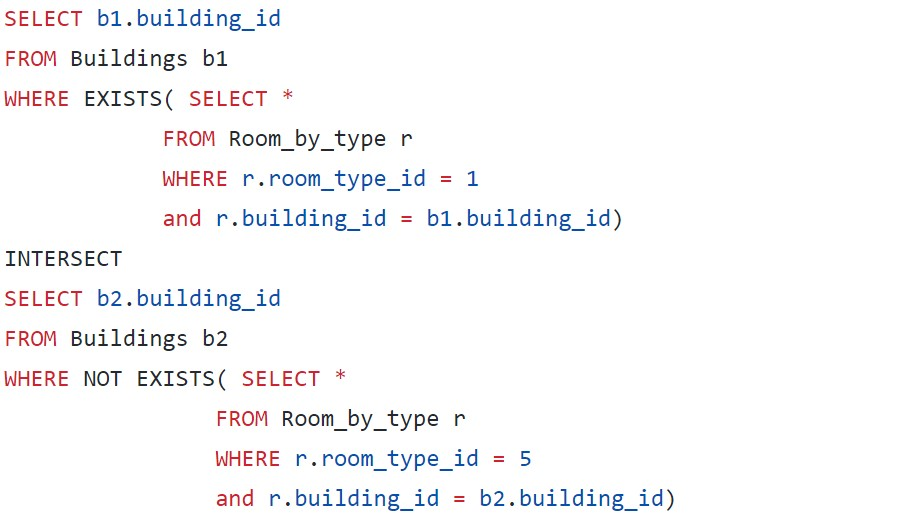 SELECT b1.building_id
FROM Buildings b1
WHERE EXISTS( SELECT *
FROM Room_by_type r
WHERE r.room_type_id = 1
and r.building_id = b1.building_id)
INTERSECT
SELECT b2.building_id
FROM Buildings b2
WHERE NOT EXISTS( SELECT *
FROM Room_by_type r
WHERE r.room_type_id = 5
and r.building_id = b2.building_id)